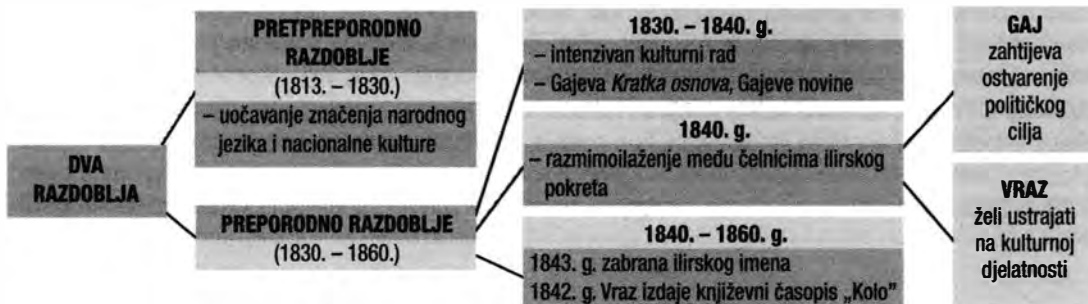 DVA
RAZDOBLJA
PRETPREPORODNO
RAZDOBLJE
(1813. – 1830.)
– uočavanje značenja narodnog
jezika i nacionalne kulture
PREPORODNO RAZDOBLJE
(1830. – 1860.)
1830. – 1840. g.
– intenzivan kulturni rad
– Gajeva Kratka osnova, Gajeve novine
1840. g.
– razmimoilaženje među čelnicima ilirskog
pokreta
1840. – 1860. g.
1843. g. zabrana ilirskog imena
1842. g. Vraz izdaje književni časopis „Kolo”
GAJ
zahtijeva
ostvarenje
političkog
cilja
VRAZ
želi ustrajati
na kulturnoj
djelatnosti